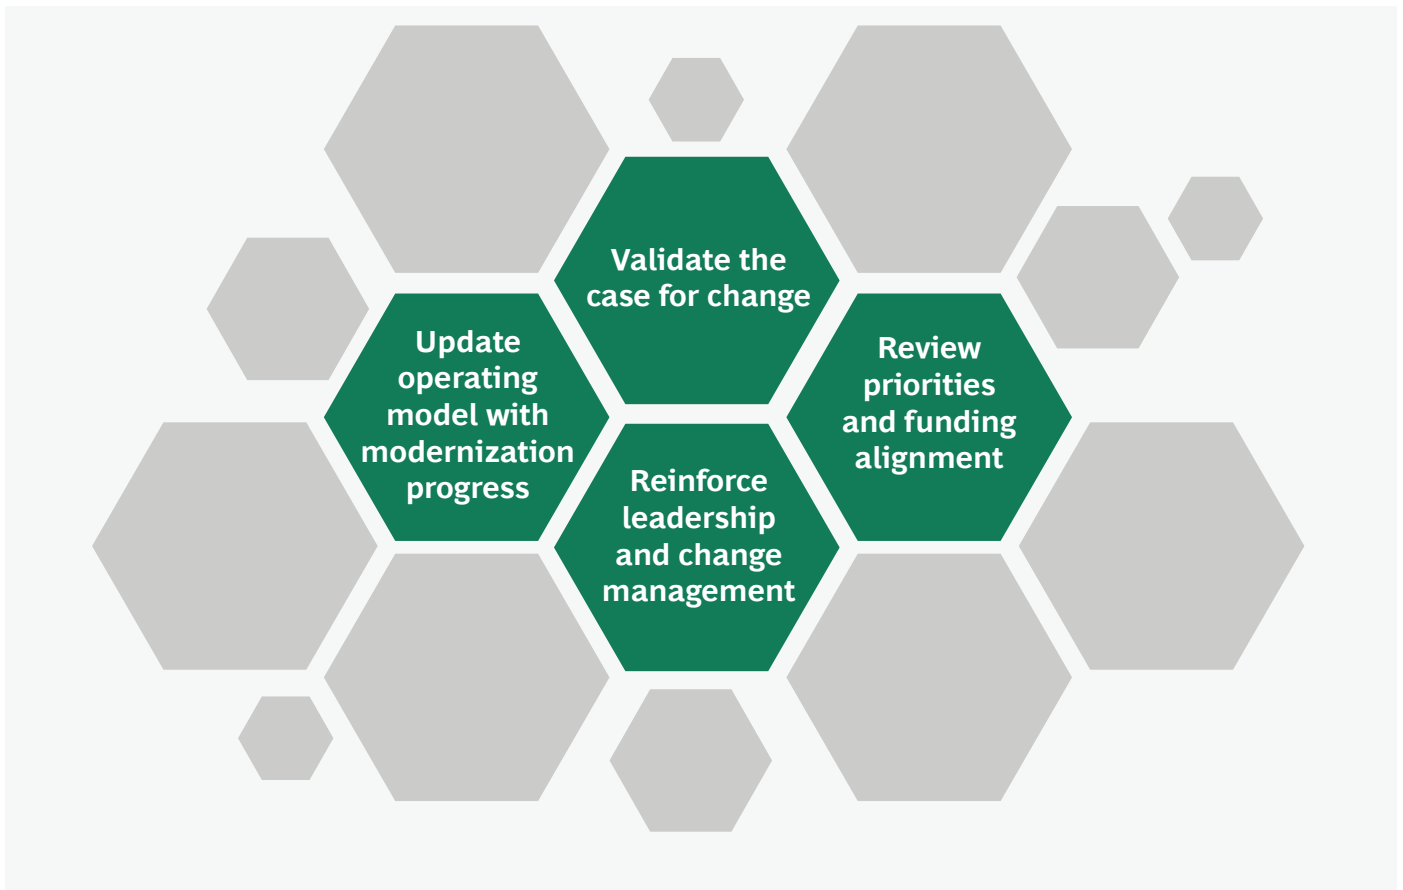 Validate the
case for change
Update
operating
model with
modernization
progress
Review
priorities
and funding
alignment
Reinforce
leadership
and change
management